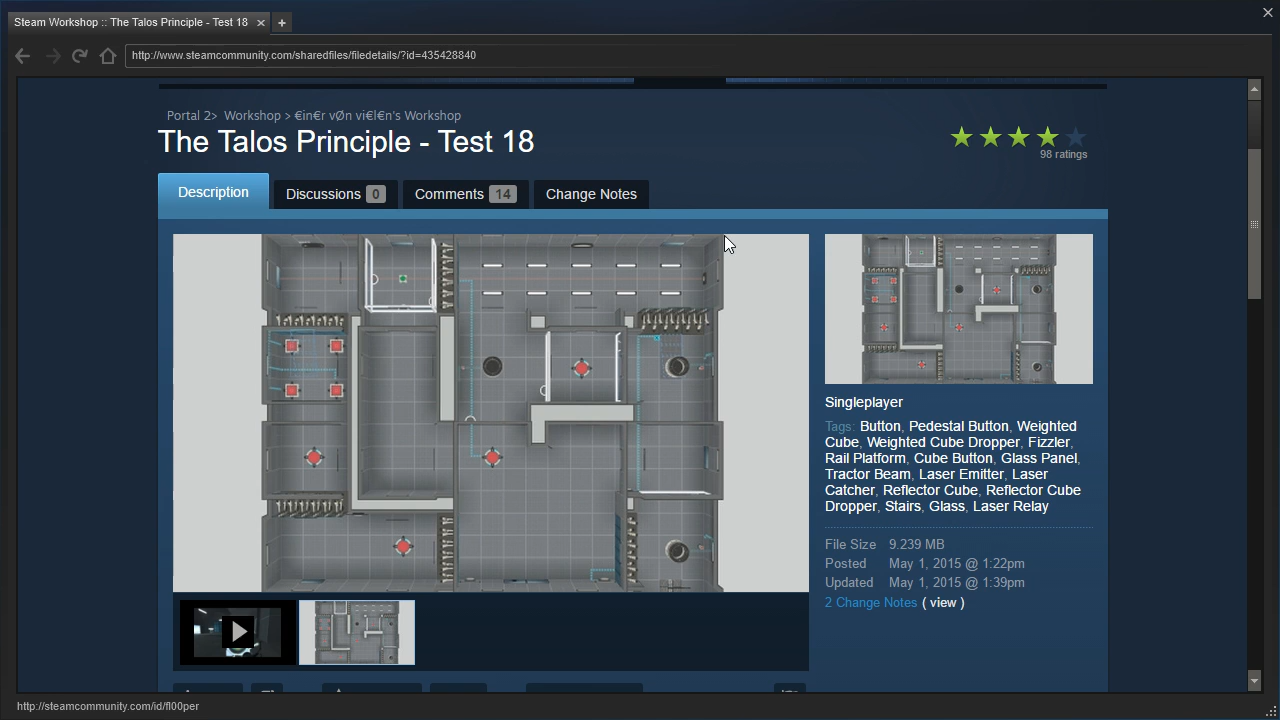 Steam Workshop :: The Talos Principle - Test 18
http://www.steamcommunity.com/sharedfiles/filedetails/?id=435428840
Portal 2> Workshop > €in€r vØn vi€l€n's Workshop
The Talos Principle - Test 18
98 ratings
Description
Discussions 0
Comments 14
Change Notes
Singleplayer
Tags: Button, Pedestal Button, Weighted
Cube, Weighted Cube Dropper, Fizzler,
Rail Platform, Cube Button, Glass Panel,
Tractor Beam, Laser Emitter, Laser
Catcher, Reflector Cube, Reflector Cube
Dropper, Stairs, Glass, Laser Relay
File Size 9.239 MB
Posted May 1, 2015 @ 1:22pm
Updated May 1, 2015 @ 1:39pm
2 Change Notes ( view )
http://steamcommunity.com/id/fl00per